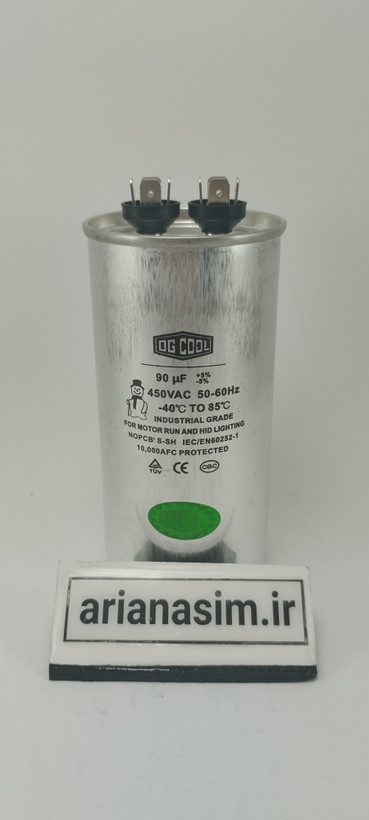 QG COOL
90 µF +5% -5%
450VAC 50-60Hz
-40℃ TO 85℃
INDUSTRIAL GRADE
FOR MOTOR RUN AND HID LIGHTING
NOPCB' S-SH IEC/EN60252-1
10,000AFC PROTECTED
TÜV CE CQC
arianasim.ir